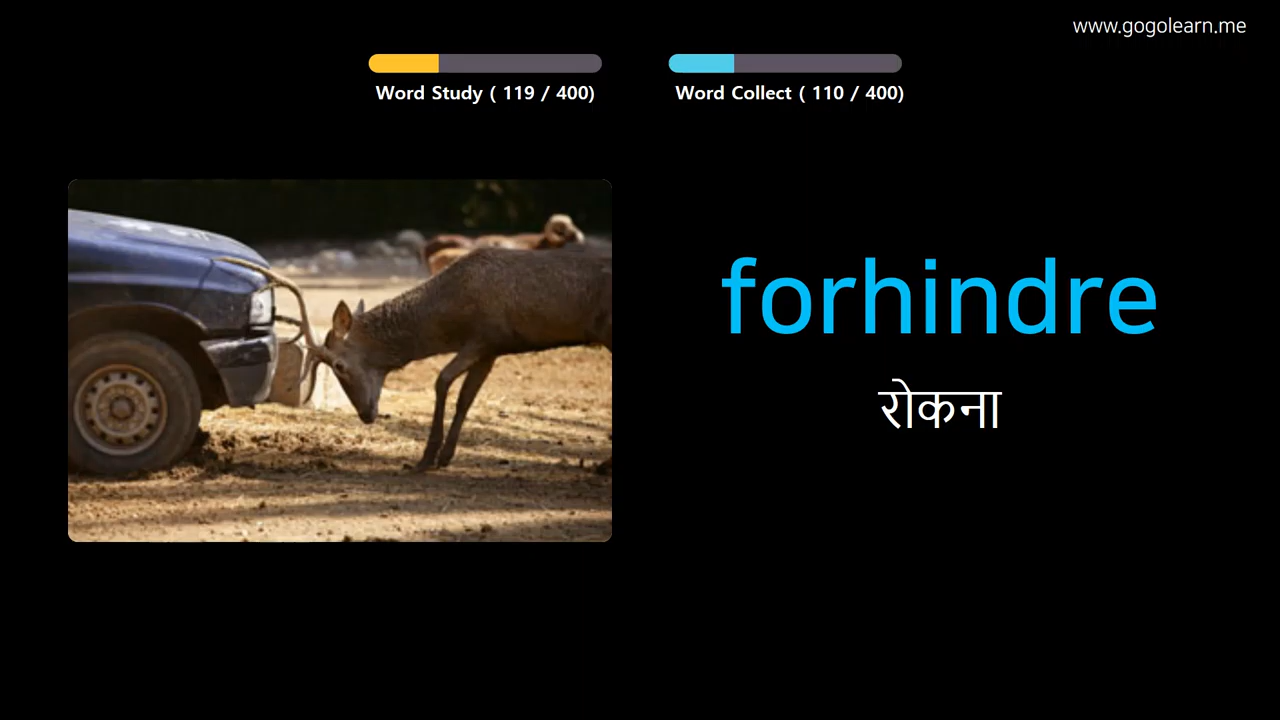 www.gogolearn.me
Word Study ( 119 / 400)
Word Collect ( 110 / 400)
forhindre
रोकना